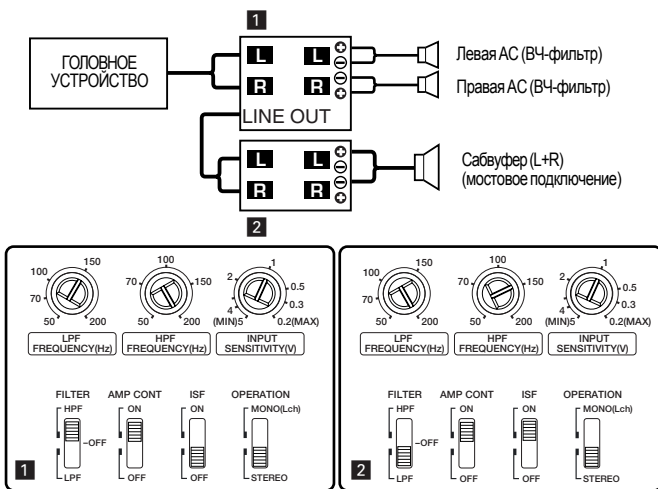 1
ГОЛОВНОЕ
УСТРОЙСТВО
L L
R R
LINE OUT
Левая АС (ВЧ-фильтр)
Правая АС (ВЧ-фильтр)
L L
R R
Сабвуфер (L+R)
(мостовое подключение)
2
50 70 100 150 200
LPF
FREQUENCY(Hz)
50 70 100 150 200
HPF
FREQUENCY(Hz)
(MIN)5 4 2 1 0.5 0.3 0.2(MAX)
INPUT
SENSITIVITY(V)
FILTER AMP CONT ISF OPERATION
HPF ON ON MONO(Lch)
-OFF
LPF OFF OFF STEREO
1
50 70 100 150 200
LPF
FREQUENCY(Hz)
50 70 100 150 200
HPF
FREQUENCY(Hz)
(MIN)5 4 2 1 0.5 0.3 0.2(MAX)
INPUT
SENSITIVITY(V)
FILTER AMP CONT ISF OPERATION
HPF ON ON MONO(Lch)
-OFF
LPF OFF OFF STEREO
2